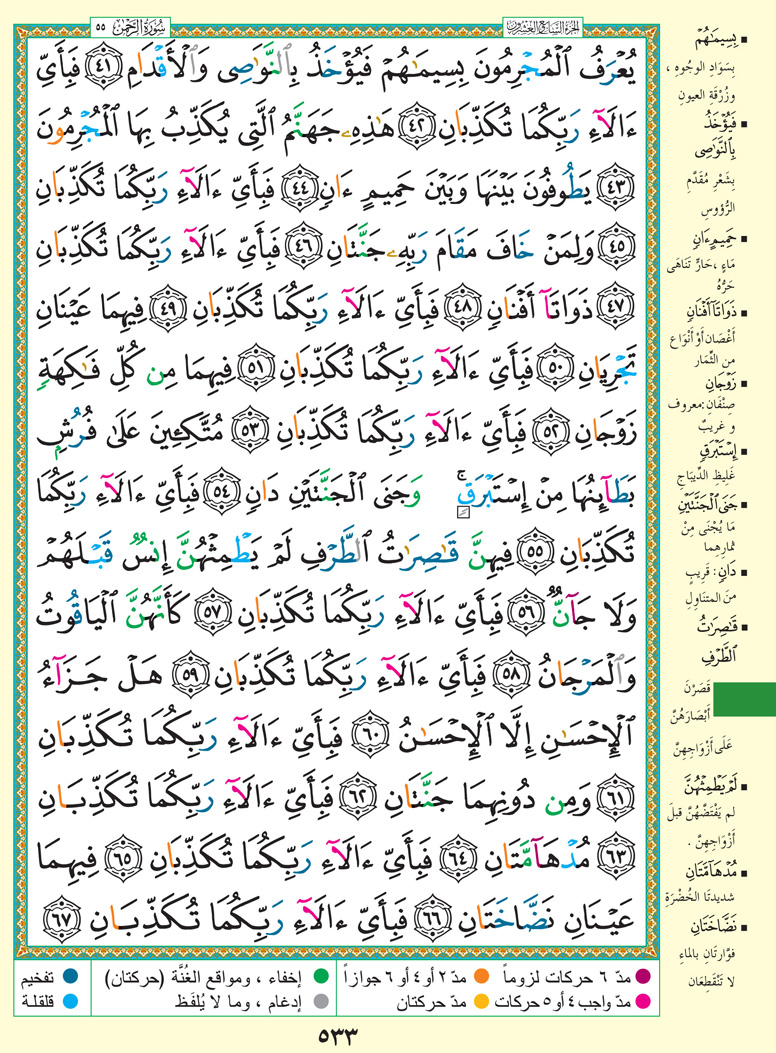 سُورَةُ الرَّحْمٰن ٥٥
الجزء السابع والعشرون
يُعْرَفُ ٱلْمُجْرِمُونَ بِسِيمَٰهُمْ فَيُؤْخَذُ بِٱلنَّوَٰصِى وَٱلْأَقْدَامِ ٤١ فَبِأَىِّ
ءَالَآءِ رَبِّكُمَا تُكَذِّبَانِ ٤٢ هَٰذِهِۦ جَهَنَّمُ ٱلَّتِى يُكَذِّبُ بِهَا ٱلْمُجْرِمُونَ
٤٣ يَطُوفُونَ بَيْنَهَا وَبَيْنَ حَمِيمٍ ءَانٍ ٤٤ فَبِأَىِّ ءَالَآءِ رَبِّكُمَا تُكَذِّبَانِ
٤٥ وَلِمَنْ خَافَ مَقَامَ رَبِّهِۦ جَنَّتَانِ ٤٦ فَبِأَىِّ ءَالَآءِ رَبِّكُمَا تُكَذِّبَانِ
٤٧ ذَوَاتَآ أَفْنَانٍ ٤٨ فَبِأَىِّ ءَالَآءِ رَبِّكُمَا تُكَذِّبَانِ ٤٩ فِيهِمَا عَيْنَانِ
تَجْرِيَانِ ٥٠ فَبِأَىِّ ءَالَآءِ رَبِّكُمَا تُكَذِّبَانِ ٥١ فِيهِمَا مِن كُلِّ فَٰكِهَةٍ
زَوْجَانِ ٥٢ فَبِأَىِّ ءَالَآءِ رَبِّكُمَا تُكَذِّبَانِ ٥٣ مُتَّكِـِٔينَ عَلَىٰ فُرُشٍۭ
بَطَآئِنُهَا مِنْ إِسْتَبْرَقٍ ۚ وَجَنَى ٱلْجَنَّتَيْنِ دَانٍ ٥٤ فَبِأَىِّ ءَالَآءِ رَبِّكُمَا
تُكَذِّبَانِ ٥٥ فِيهِنَّ قَٰصِرَٰتُ ٱلطَّرْفِ لَمْ يَطْمِثْهُنَّ إِنسٌ قَبْلَهُمْ
وَلَا جَآنٌّ ٥٦ فَبِأَىِّ ءَالَآءِ رَبِّكُمَا تُكَذِّبَانِ ٥٧ كَأَنَّهُنَّ ٱلْيَاقُوتُ
وَٱلْمَرْجَانُ ٥٨ فَبِأَىِّ ءَالَآءِ رَبِّكُمَا تُكَذِّبَانِ ٥٩ هَلْ جَزَآءُ
ٱلْإِحْسَٰنِ إِلَّا ٱلْإِحْسَٰنُ ٦٠ فَبِأَىِّ ءَالَآءِ رَبِّكُمَا تُكَذِّبَانِ
٦١ وَمِن دُونِهِمَا جَنَّتَانِ ٦٢ فَبِأَىِّ ءَالَآءِ رَبِّكُمَا تُكَذِّبَانِ
٦٣ مُدْهَآمَّتَانِ ٦٤ فَبِأَىِّ ءَالَآءِ رَبِّكُمَا تُكَذِّبَانِ ٦٥ فِيهِمَا
عَيْنَانِ نَضَّاخَتَانِ ٦٦ فَبِأَىِّ ءَالَآءِ رَبِّكُمَا تُكَذِّبَانِ ٦٧
بِسِيمَٰهُمْ
بِسَوَادِ الوجوهِ ،
وزُرْقَةِ العيونِ
فَيُؤْخَذُ
بِٱلنَّوَٰصِى
بِشَعْرِ مُقَدَّمِ
الرُّؤوسِ
حَمِيمٍ ءَانٍ
مَاءٍ ، حَارٍّ تَنَاهَى
حَرُّهُ
ذَوَاتَآ أَفْنَانٍ
أَغْصَانٍ أَوْ أَنْوَاعٍ
من الثِّمَارِ
زَوْجَانِ
صِنْفَانِ: معروف
و غريبٌ
إِسْتَبْرَقٍ
غَلِيظِ الدِّيبَاجِ
جَنَى ٱلْجَنَّتَيْنِ
مَا يُجْنَى مِنْ
ثمارِهما
دَانٍ : قريبٌ
منَ المتنَاوِلِ
قَٰصِرَٰتُ
ٱلطَّرْفِ
قَصَرْنَ
أَبْصَارَهُنَّ
عَلَى أَزْوَاجِهِنَّ
لَمْ يَطْمِثْهُنَّ
لم يَفْتَضَّهُنَّ قبلَ
أَزْوَاجِهِنَّ .
مُدْهَآمَّتَانِ
شديدتَا الخُضْرَةِ
نَضَّاخَتَانِ
فوَّارتَانِ بالماءِ
لا تَنْقَطِعَانِ
مدّ ٦ حركات لزوماً
مدّ ٢ أو ٤ أو ٦ جوازاً
إخفاء ، ومواقع الغُنَّة (حركتان)
تفخيم
مدّ واجب ٤ أو ٥ حركات
مدّ حركتان
إدغام ، وما لا يُلفَظ
قلقلة
٥٣٣